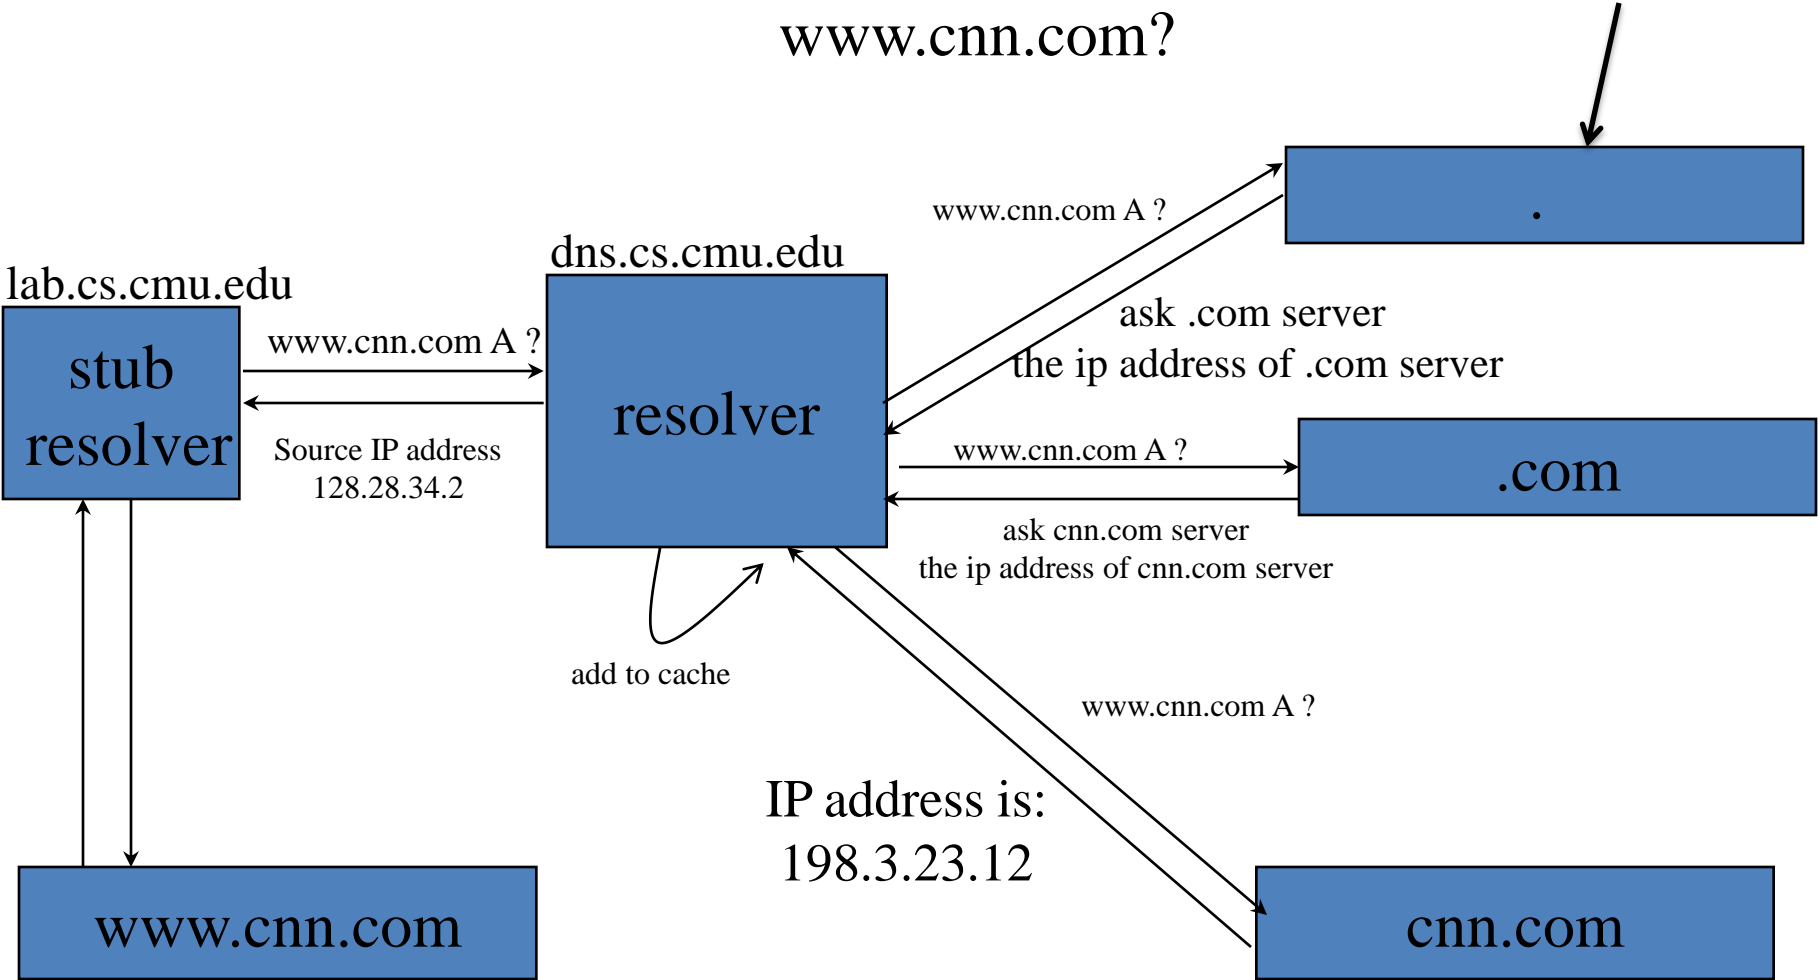 www.cnn.com?
www.cnn.com A ?
.
dns.cs.cmu.edu
lab.cs.cmu.edu
ask .com server
the ip address of .com server
www.cnn.com A ?
stub
resolver
resolver
Source IP address
128.28.34.2
www.cnn.com A ?
.com
ask cnn.com server
the ip address of cnn.com server
add to cache
www.cnn.com A ?
IP address is:
198.3.23.12
www.cnn.com
cnn.com